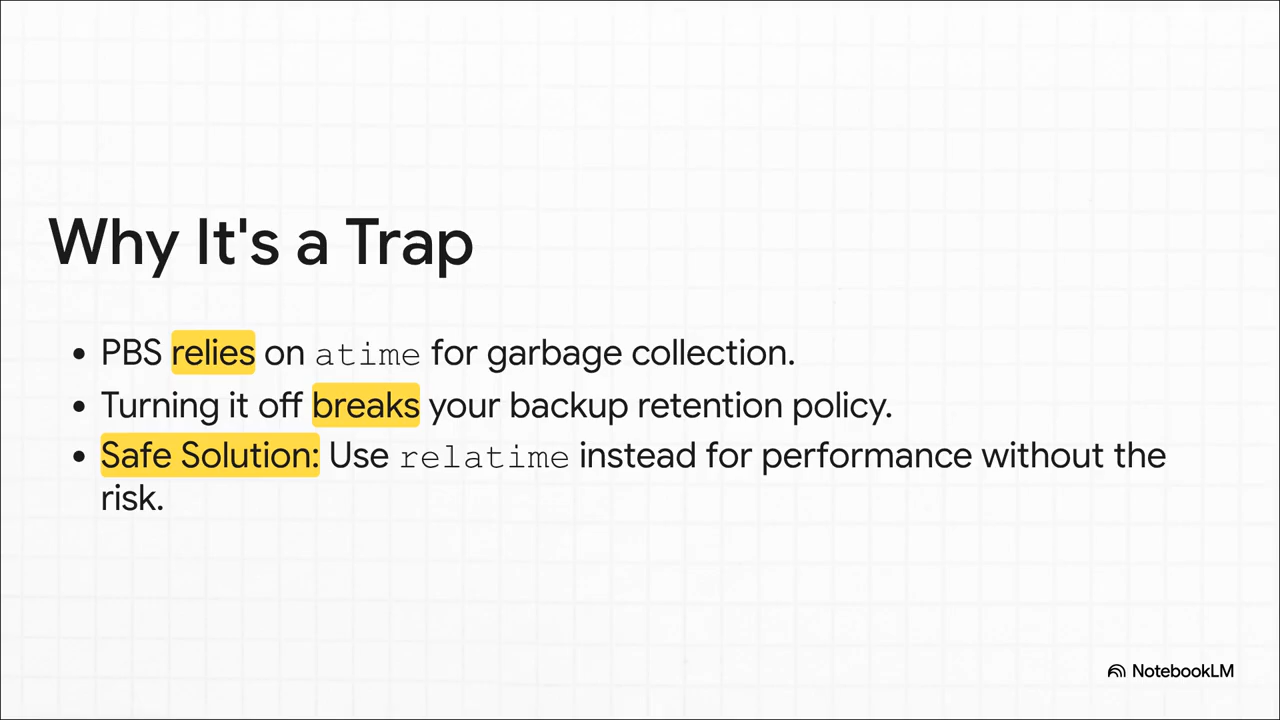 Why It's a Trap
• PBS relies on atime for garbage collection.
• Turning it off breaks your backup retention policy.
• Safe Solution: Use relatime instead for performance without the
risk.
NotebookLM